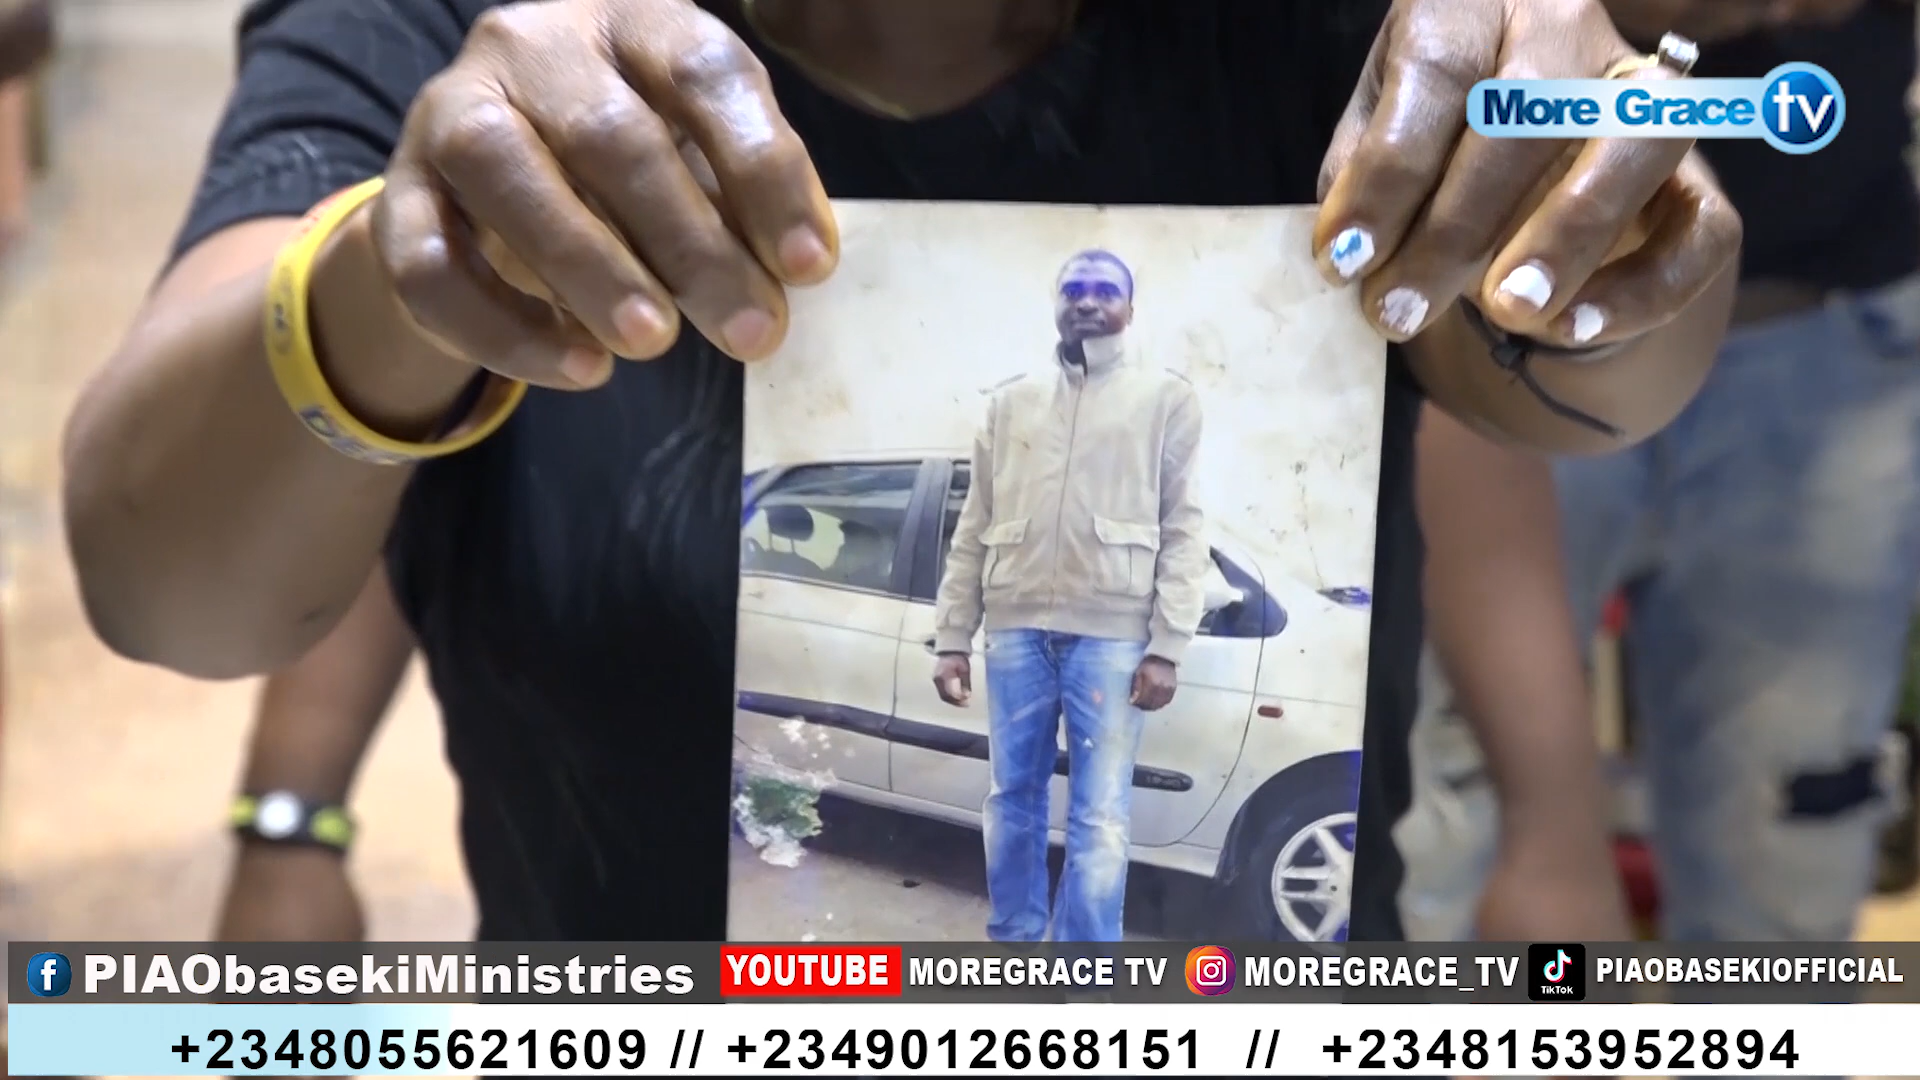 More Grace tv
PIAObasekiMinistries YOUTUBE MOREGRACE TV MOREGRACE_TV TikTok PIAOBASEKIOFFICIAL
+2348055621609 // +2349012668151 // +2348153952894